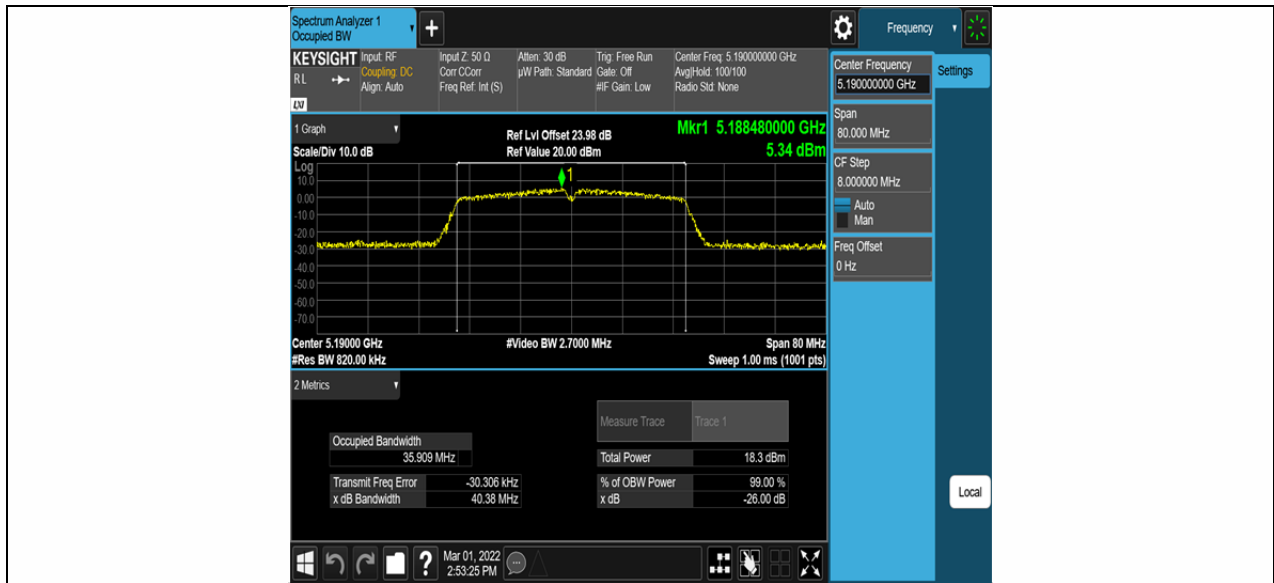 Spectrum Analyzer 1
Occupied BW
+
Frequency
KEYSIGHT
RL
LXI
Input: RF
Coupling: DC
Align: Auto
Input Z: 50 Ω
Corr CCorr
Freq Ref: Int (S)
Atten: 30 dB
µW Path: Standard
Trig: Free Run
Gate: Off
#IF Gain: Low
Center Freq: 5.190000000 GHz
Avg|Hold: 100/100
Radio Std: None
Center Frequency
5.190000000 GHz
Settings
Span
80.000 MHz
CF Step
8.000000 MHz
Auto
Man
Freq Offset
0 Hz
Local
1 Graph
Scale/Div 10.0 dB
Ref Lvl Offset 23.98 dB
Ref Value 20.00 dBm
Mkr1 5.188480000 GHz
5.34 dBm
Log
10.0
0.00
-10.0
-20.0
-30.0
-40.0
-50.0
-60.0
-70.0
1
Center 5.19000 GHz
#Res BW 820.00 kHz
#Video BW 2.7000 MHz
Span 80 MHz
Sweep 1.00 ms (1001 pts)
2 Metrics
Measure Trace Trace 1
Occupied Bandwidth
35.909 MHz
Total Power 18.3 dBm
Transmit Freq Error -30.306 kHz
% of OBW Power 99.00 %
x dB Bandwidth 40.38 MHz
x dB -26.00 dB
?
Mar 01, 2022
2:53:25 PM